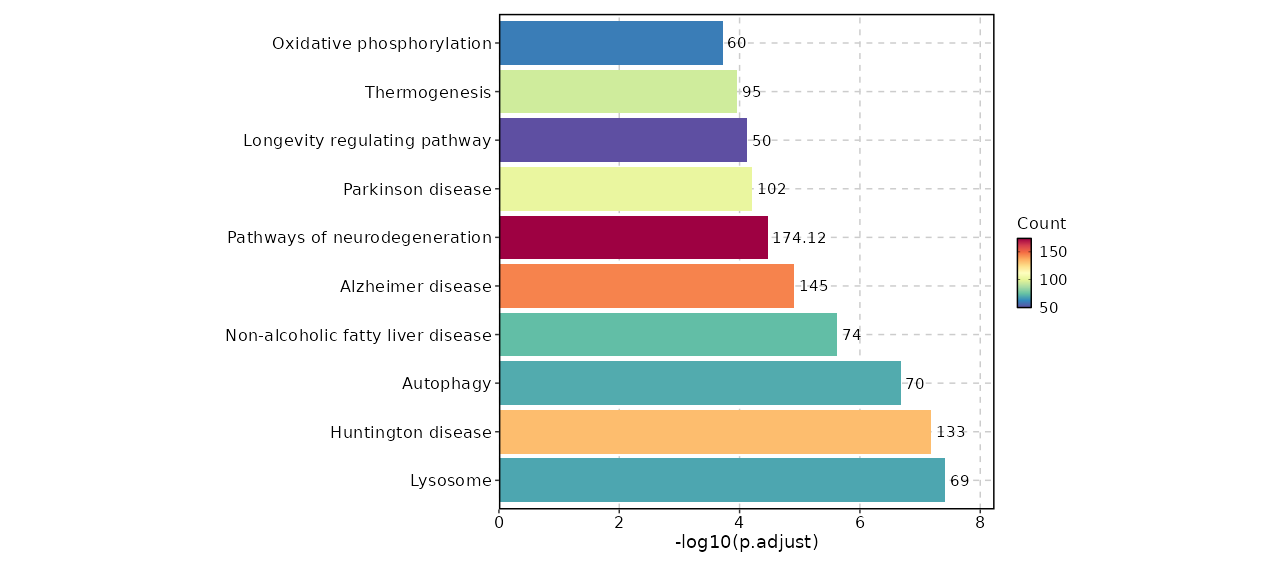 Oxidative phosphorylation 60
Thermogenesis 95
Longevity regulating pathway 50
Parkinson disease 102
Pathways of neurodegeneration 174.12
Alzheimer disease 145
Non-alcoholic fatty liver disease 74
Autophagy 70
Huntington disease 133
Lysosome 69
0 2 4 6 8
-log10(p.adjust)
Count
150
100
50